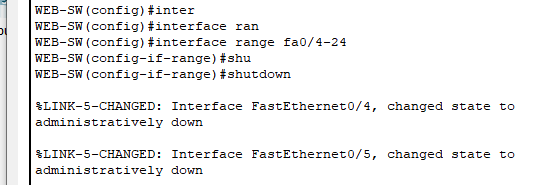 WEB-SW(config)#inter
WEB-SW(config)#interface ran
WEB-SW(config)#interface range fa0/4-24
WEB-SW(config-if-range)#shu
WEB-SW(config-if-range)#shutdown
%LINK-5-CHANGED: Interface FastEthernet0/4, changed state to
administratively down
%LINK-5-CHANGED: Interface FastEthernet0/5, changed state to
administratively down